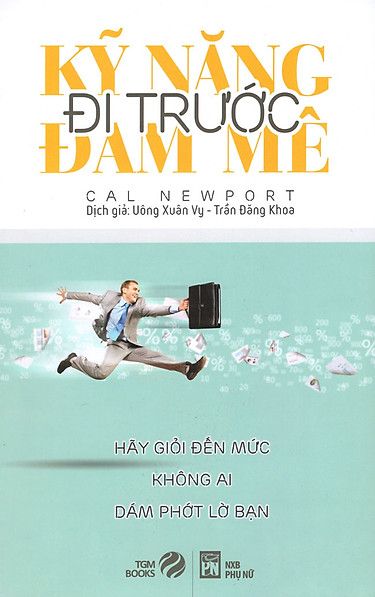 KỸ NĂNG
ĐI TRƯỚC
ĐAM MÊ
CAL NEWPORT
Dịch giả: Uông Xuân Vy - Trần Đăng Khoa
HÃY GIỎI ĐẾN MỨC
KHÔNG AI
DÁM PHỚT LỜ BẠN
TGM
BOOKS
PN
NXB
PHỤ NỮ